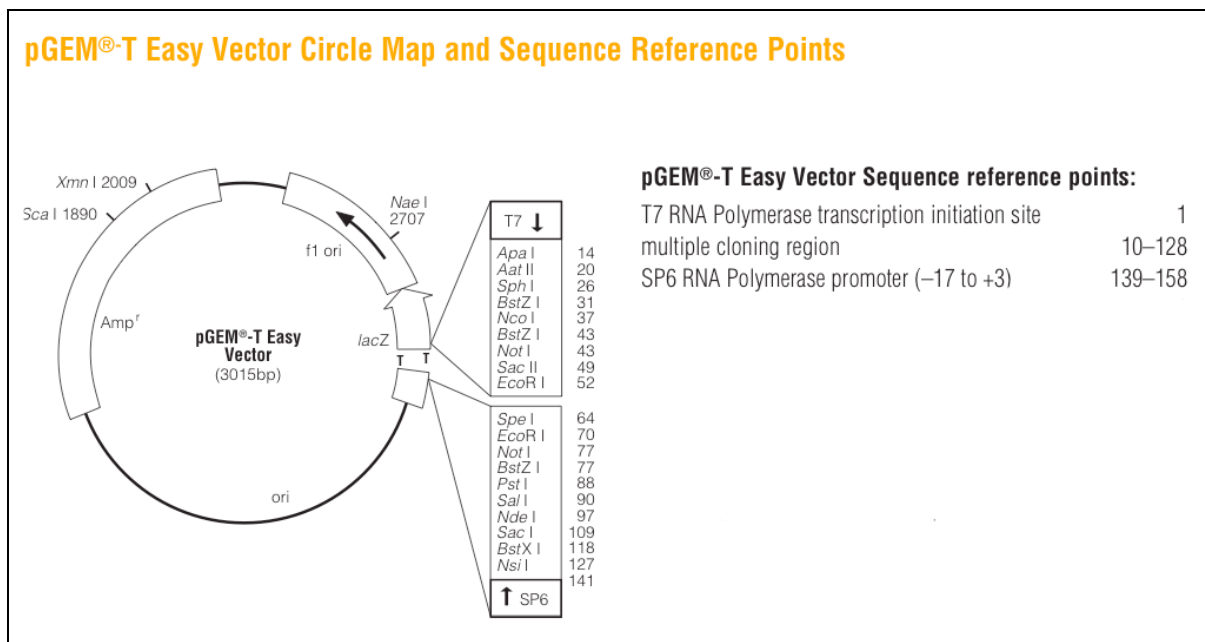 pGEM®-T Easy Vector Circle Map and Sequence Reference Points
Xmn I 2009
Sca I 1890
Nae I
2707
f1 ori
Ampʳ
pGEM®-T Easy
Vector
(3015bp)
lacZ
T T
ori
T7 ↓
Apa I 14
Aat II 20
Sph I 26
BstZ I 31
Nco I 37
BstZ I 43
Not I 43
Sac II 49
EcoR I 52
Spe I 64
EcoR I 70
Not I 77
BstZ I 77
Pst I 88
Sal I 90
Nde I 97
Sac I 109
BstX I 118
Nsi I 127
141
↑ SP6
pGEM®-T Easy Vector Sequence reference points:
T7 RNA Polymerase transcription initiation site 1
multiple cloning region 10–128
SP6 RNA Polymerase promoter (–17 to +3) 139–158